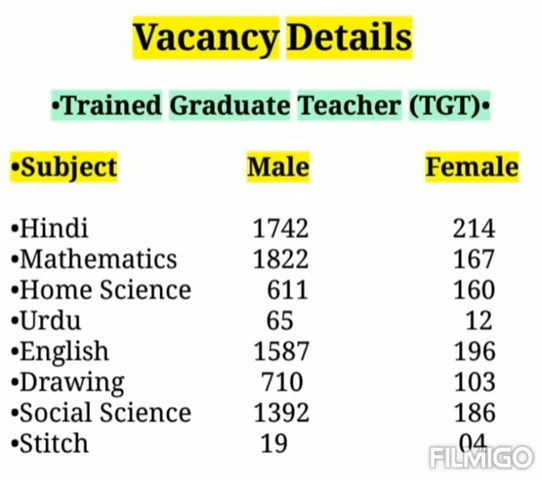 Vacancy Details
•Trained Graduate Teacher (TGT)•
•Subject Male Female
•Hindi 1742 214
•Mathematics 1822 167
•Home Science 611 160
•Urdu 65 12
•English 1587 196
•Drawing 710 103
•Social Science 1392 186
•Stitch 19 04
FILMIGO